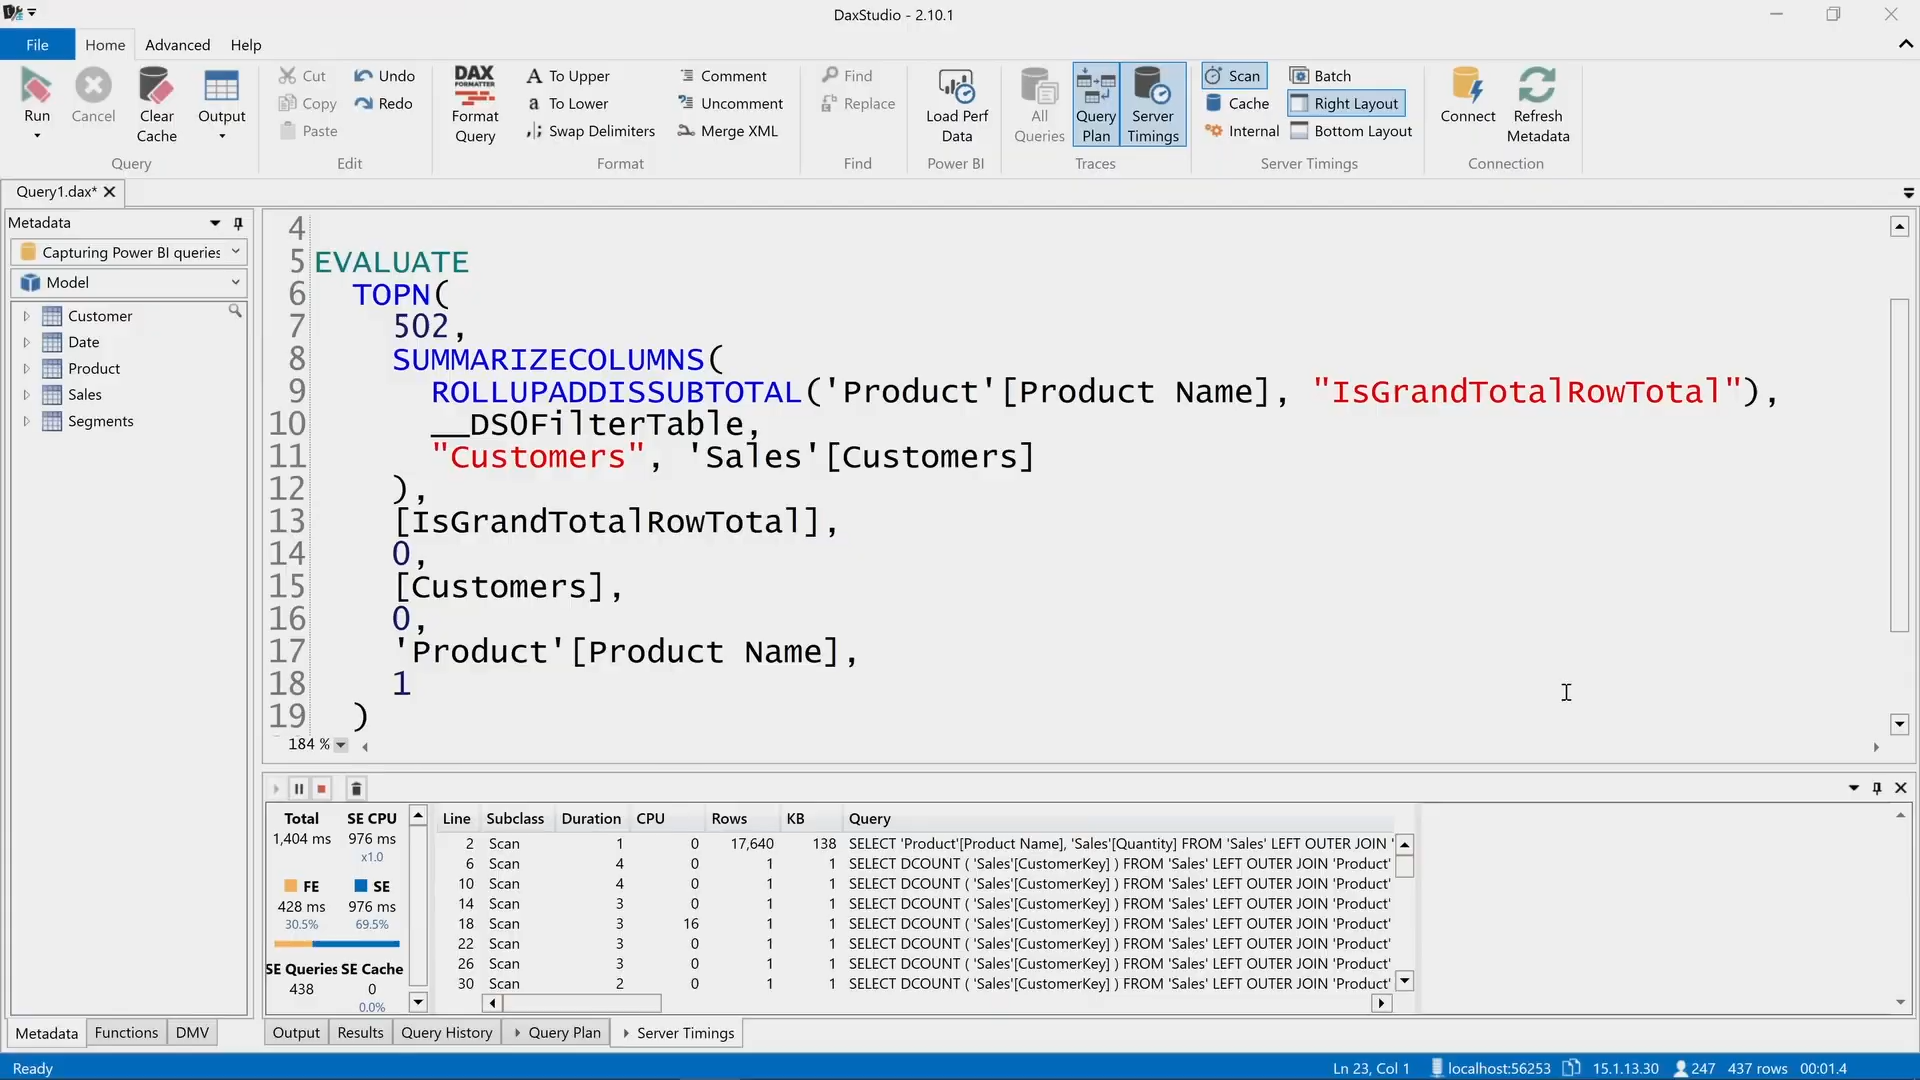 DaxStudio - 2.10.1
File Home Advanced Help
Run Cancel Clear Cache Output
Query
Cut Copy Paste Undo Redo
Edit
DAX FORMATTER
Format Query
To Upper
To Lower
Swap Delimiters
Comment
Uncomment
Merge XML
Format
Find
Replace
Find
Load Perf Data
Power BI
All Queries
Query Plan
Server Timings
Traces
Scan
Cache
Internal
Batch
Right Layout
Bottom Layout
Server Timings
Connect
Refresh Metadata
Connection
Query1.dax*
Metadata
Capturing Power BI queries
Model
Customer
Date
Product
Sales
Segments
4
5 EVALUATE
6 TOPN(
7 502,
8 SUMMARIZECOLUMNS(
9 ROLLUPADDISSUBTOTAL('Product'[Product Name], "IsGrandTotalRowTotal"),
10 __DS0FilterTable,
11 "Customers", 'Sales'[Customers]
12 ),
13 [IsGrandTotalRowTotal],
14 0,
15 [Customers],
16 0,
17 'Product'[Product Name],
18 1
19 )
184 %
Total SE CPU
1,404 ms 976 ms
x1.0
FE SE
428 ms 976 ms
30.5% 69.5%
SE Queries SE Cache
438 0
0.0%
Line Subclass Duration CPU Rows KB Query
2 Scan 1 0 17,640 138 SELECT 'Product'[Product Name], 'Sales'[Quantity] FROM 'Sales' LEFT OUTER JOIN '
6 Scan 4 0 1 1 SELECT DCOUNT ( 'Sales'[CustomerKey] ) FROM 'Sales' LEFT OUTER JOIN 'Product'
10 Scan 4 0 1 1 SELECT DCOUNT ( 'Sales'[CustomerKey] ) FROM 'Sales' LEFT OUTER JOIN 'Product'
14 Scan 3 0 1 1 SELECT DCOUNT ( 'Sales'[CustomerKey] ) FROM 'Sales' LEFT OUTER JOIN 'Product'
18 Scan 3 16 1 1 SELECT DCOUNT ( 'Sales'[CustomerKey] ) FROM 'Sales' LEFT OUTER JOIN 'Product'
22 Scan 3 0 1 1 SELECT DCOUNT ( 'Sales'[CustomerKey] ) FROM 'Sales' LEFT OUTER JOIN 'Product'
26 Scan 3 0 1 1 SELECT DCOUNT ( 'Sales'[CustomerKey] ) FROM 'Sales' LEFT OUTER JOIN 'Product'
30 Scan 2 0 1 1 SELECT DCOUNT ( 'Sales'[CustomerKey] ) FROM 'Sales' LEFT OUTER JOIN 'Product'
Metadata Functions DMV
Output Results Query History Query Plan Server Timings
Ready
Ln 23, Col 1 localhost:56253 15.1.13.30 247 437 rows 00:01.4